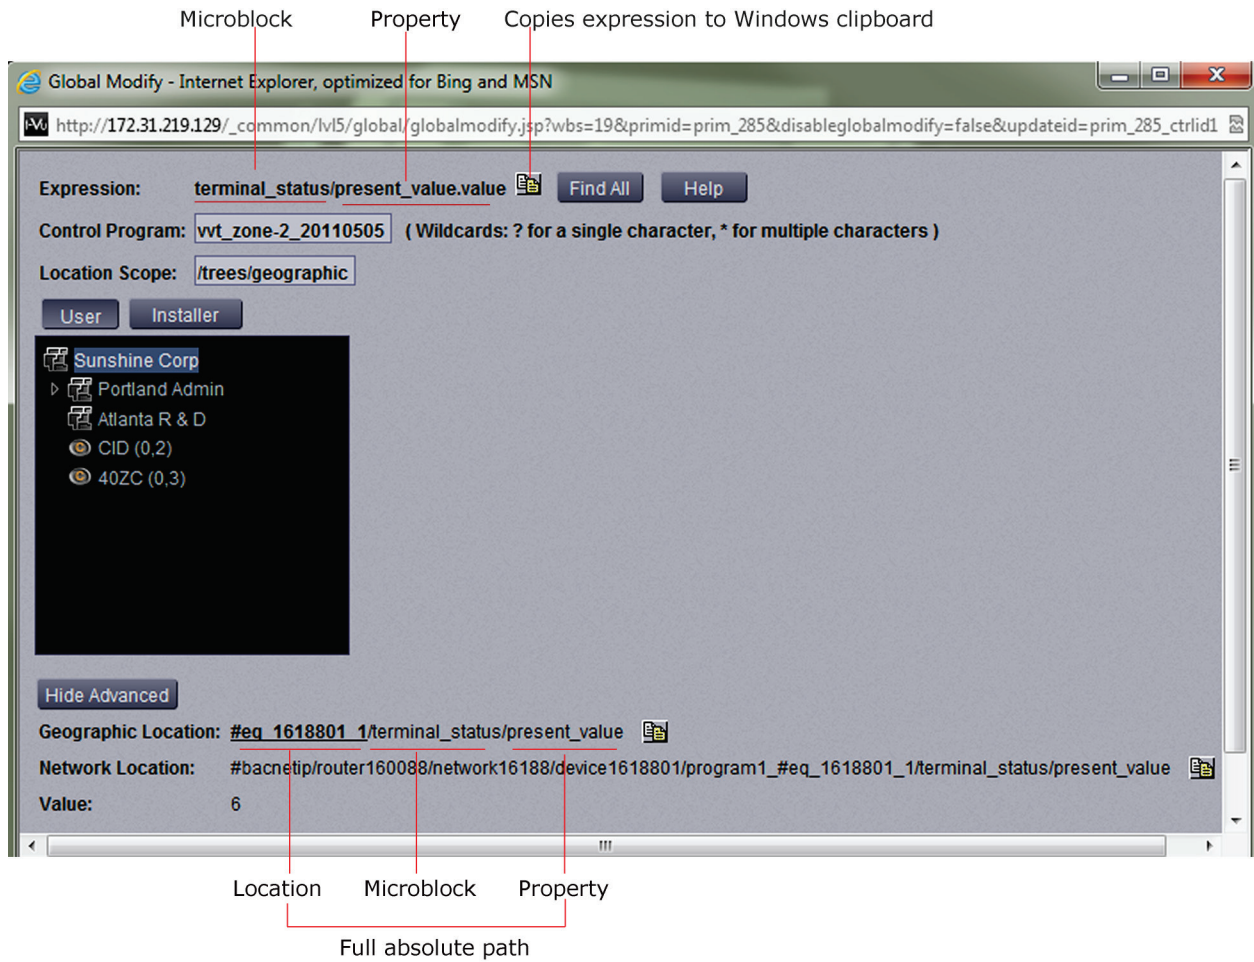 Microblock Property Copies expression to Windows clipboard
Global Modify - Internet Explorer, optimized for Bing and MSN
I-Vu http://172.31.219.129/_common/lvl5/global/globalmodify.jsp?wbs=19&primid=prim_285&disableglobalmodify=false&updateid=prim_285_ctrlid1
Expression: terminal_status/present_value.value Find All Help
Control Program: vvt_zone-2_20110505 ( Wildcards: ? for a single character, * for multiple characters )
Location Scope: /trees/geographic
User Installer
Sunshine Corp
Portland Admin
Atlanta R & D
CID (0,2)
40ZC (0,3)
Hide Advanced
Geographic Location: #eq_1618801_1/terminal_status/present_value
Network Location: #bacnetip/router160088/network16188/device1618801/program1_#eq_1618801_1/terminal_status/present_value
Value: 6
Location Microblock Property
Full absolute path